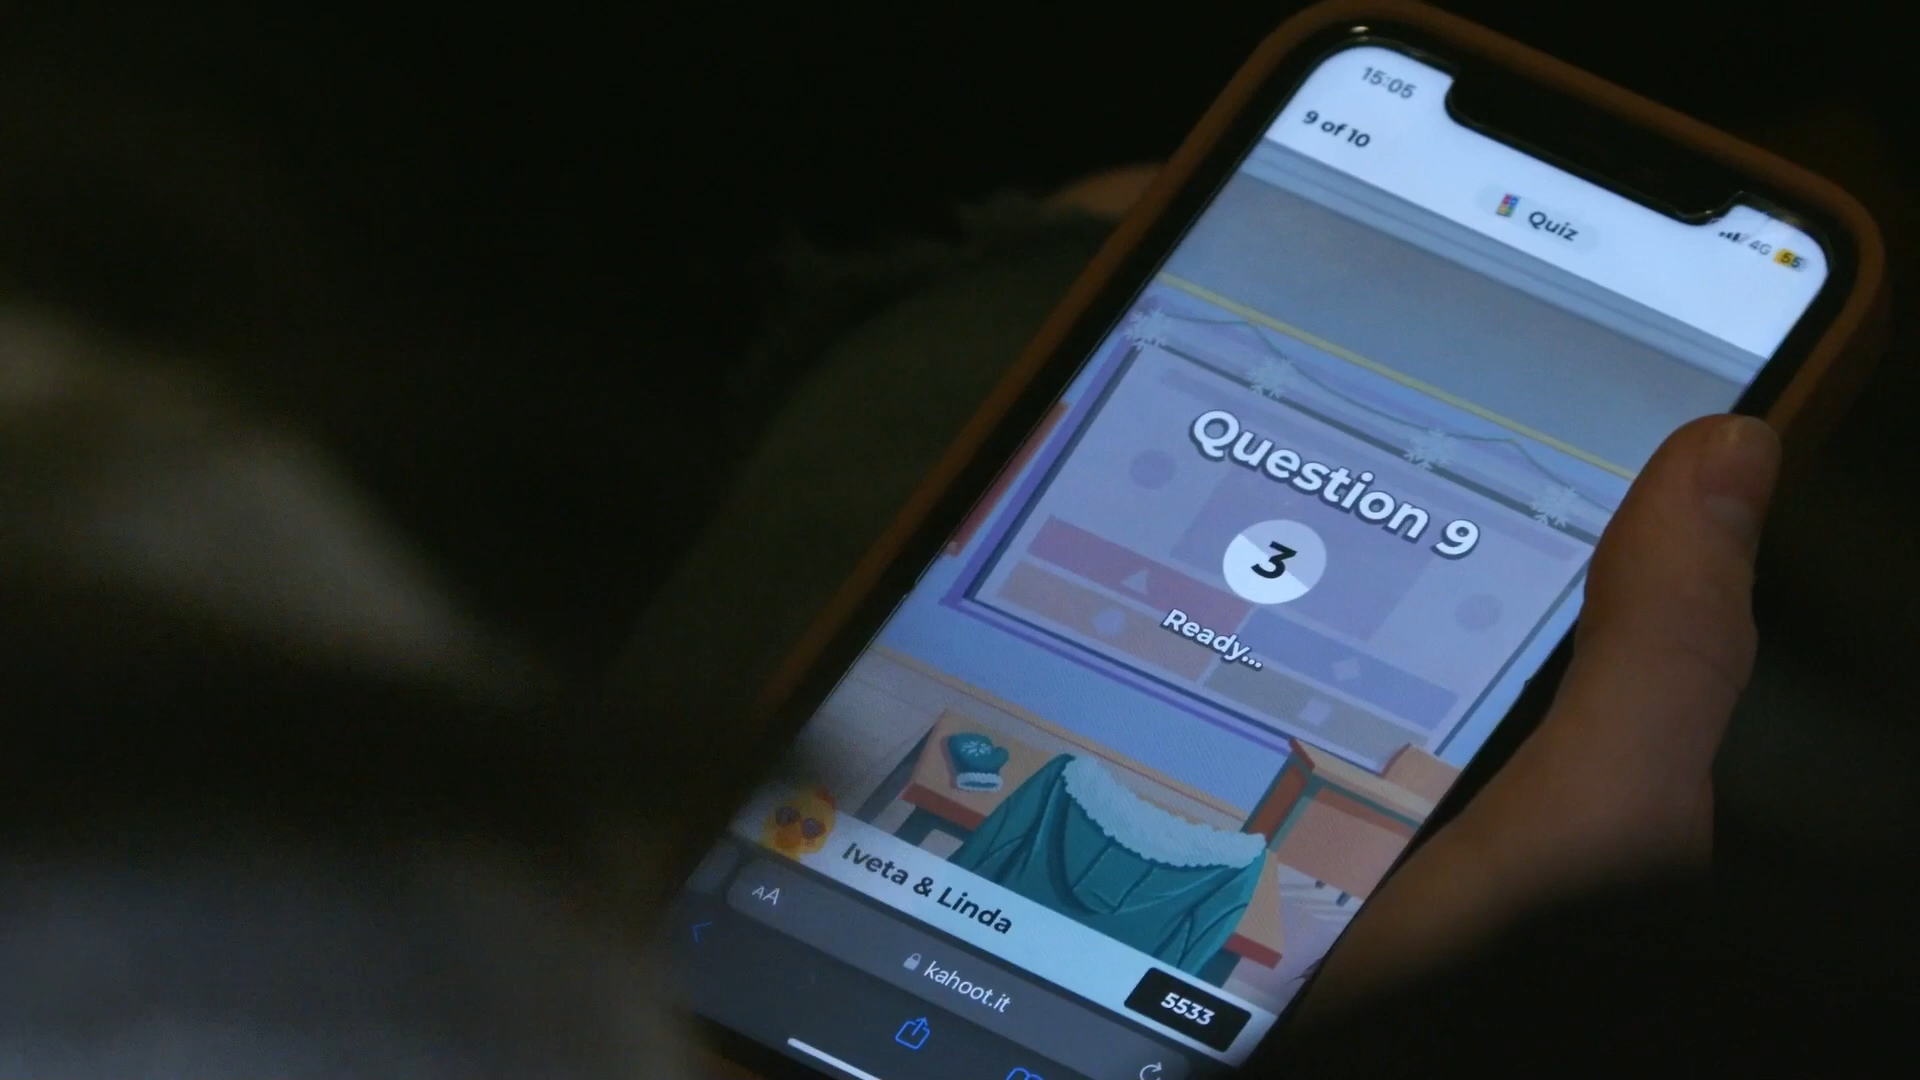 15:05
4G 55
9 of 10
Quiz
Question 9
3
Ready...
Iveta & Linda
5533
AA
kahoot.it